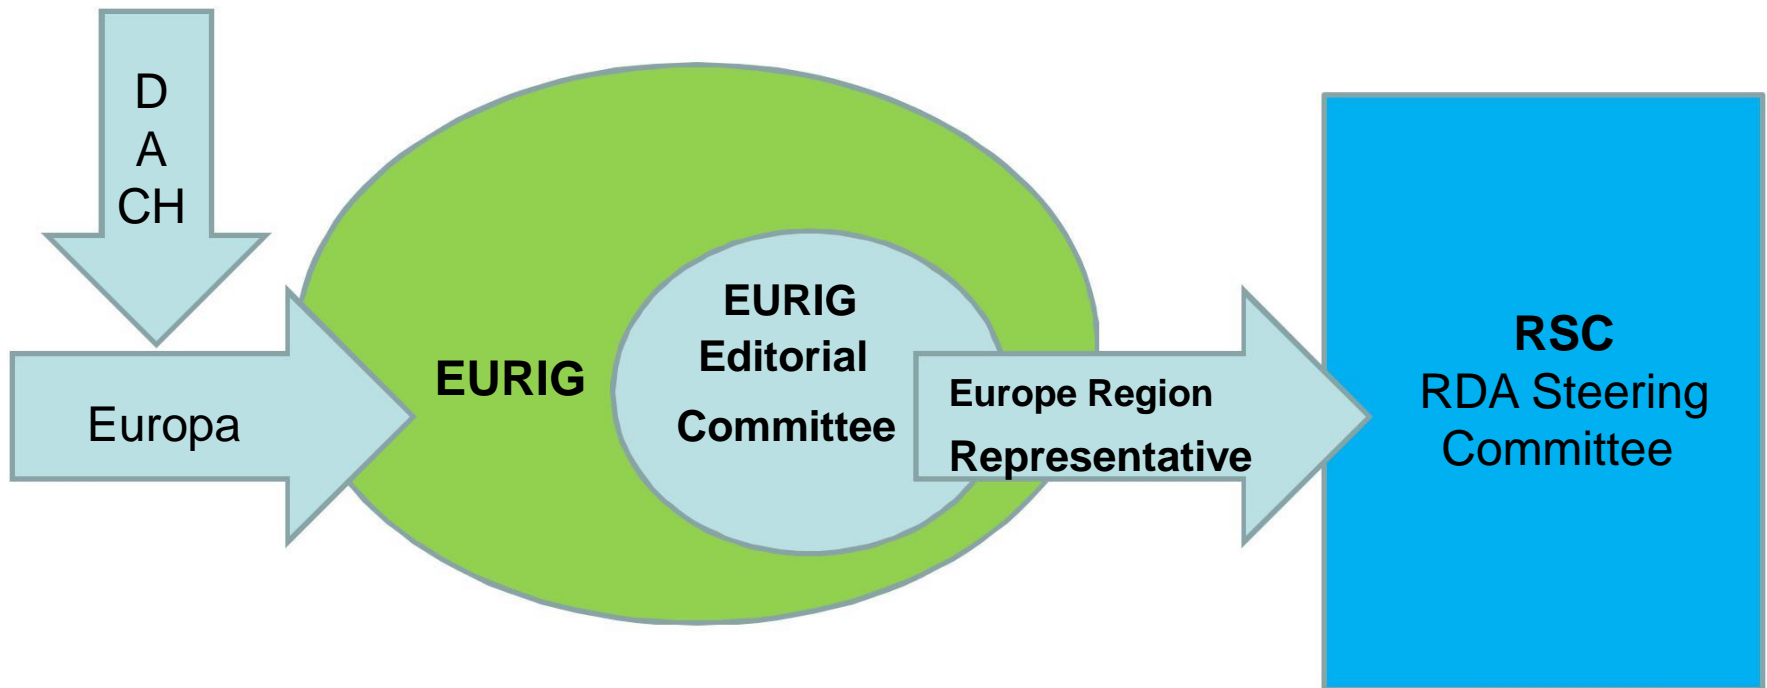 D
A
CH
Europa
EURIG
EURIG
Editorial
Committee
Europe Region
Representative
RSC
RDA Steering
Committee